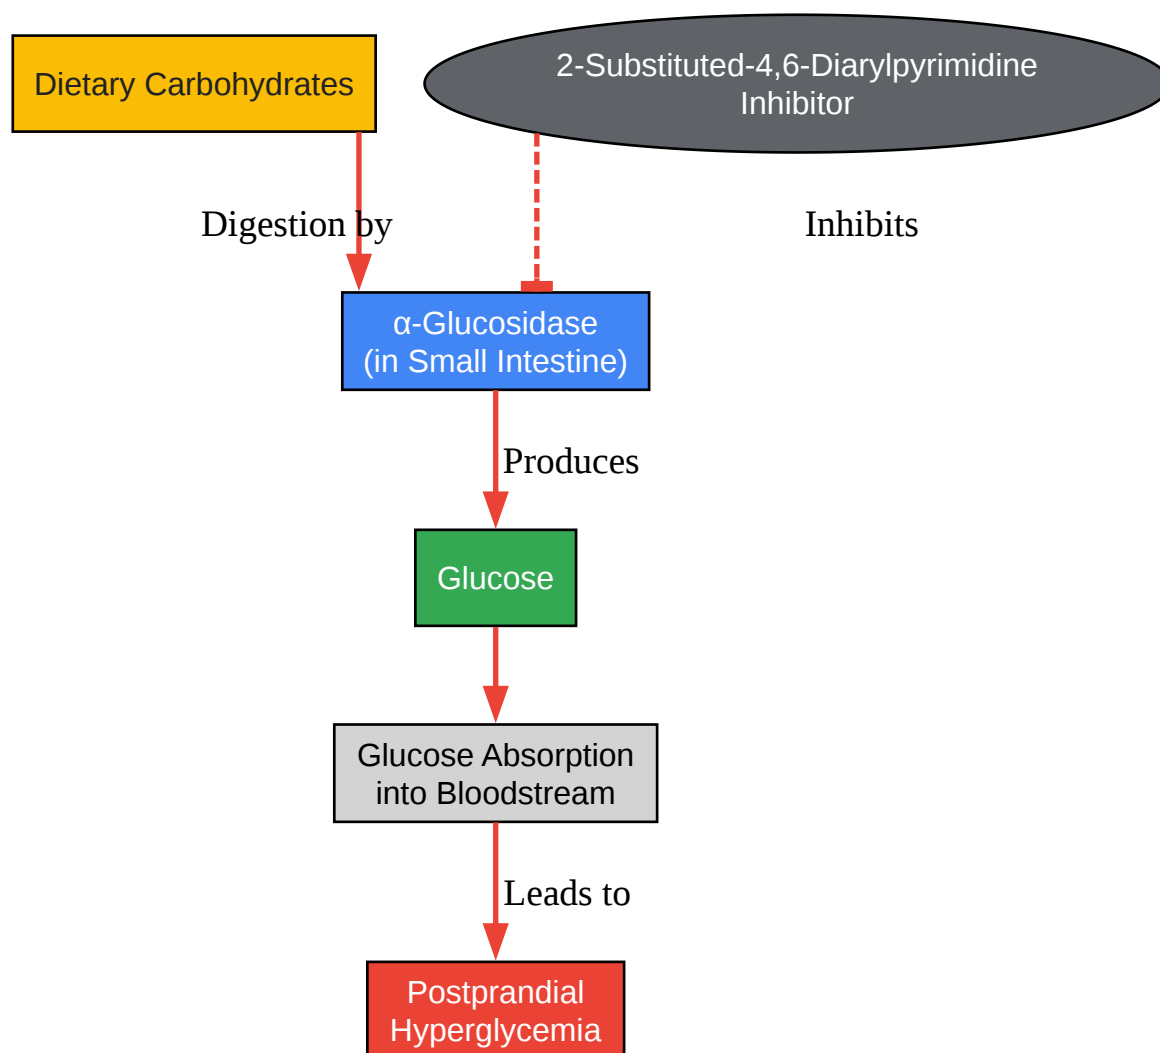 Dietary Carbohydrates
2-Substituted-4,6-Diarylpyrimidine
Inhibitor
Digestion by
Inhibits
α-Glucosidase
(in Small Intestine)
Produces
Glucose
Glucose Absorption
into Bloodstream
Leads to
Postprandial
Hyperglycemia